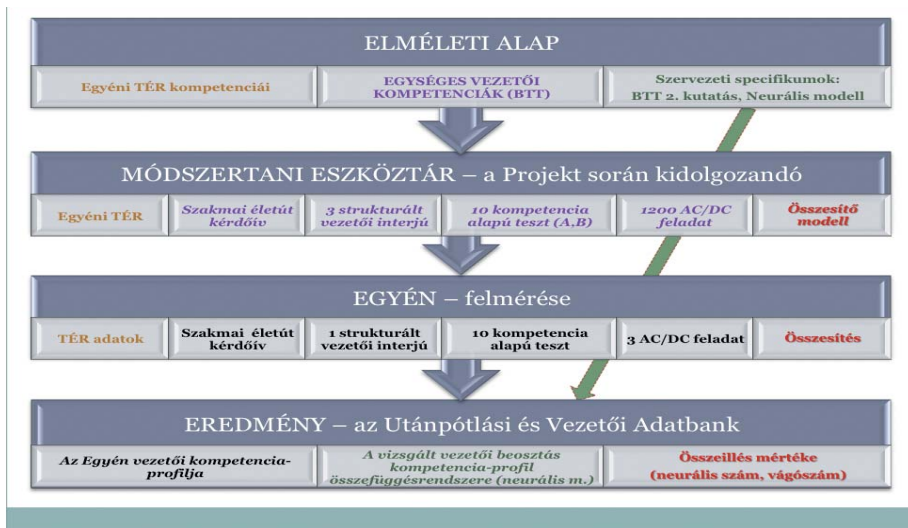 ELMÉLETI ALAP
Egyéni TÉR kompetenciái
EGYSÉGES VEZETŐI
KOMPETENCIÁK (BTT)
Szervezeti specifikumok:
BTT 2. kutatás, Neurális modell
MÓDSZERTANI ESZKÖZTÁR – a Projekt során kidolgozandó
Egyéni TÉR
Szakmai életút
kérdőív
3 strukturált
vezetői interjú
10 kompetencia
alapú teszt (A,B)
1200 AC/DC
feladat
Összesítő
modell
EGYÉN – felmérése
TÉR adatok
Szakmai életút
kérdőív
1 strukturált
vezetői interjú
10 kompetencia
alapú teszt
3 AC/DC feladat
Összesítés
EREDMÉNY – az Utánpótlási és Vezetői Adatbank
Az Egyén vezetői kompetencia-
profilja
A vizsgált vezetői beosztás
kompetencia-profil
összefüggésrendszere (neurális m.)
Összeillés mértéke
(neurális szám, vágószám)